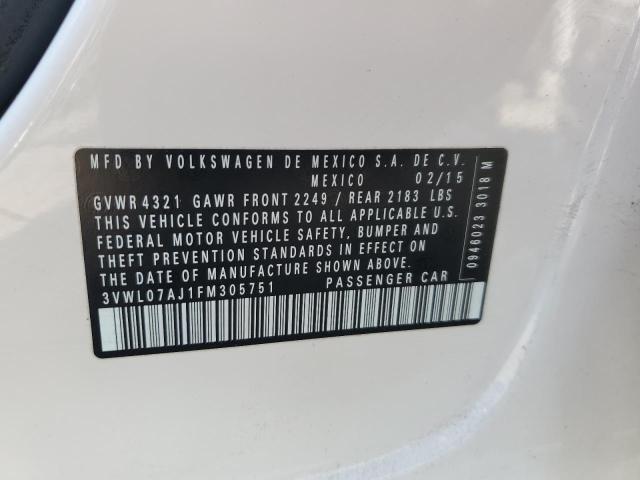 MFD BY VOLKSWAGEN DE MEXICO S.A. DE C.V.
MEXICO 02/15
GVWR 4321 GAWR FRONT 2249 / REAR 2183 LBS
THIS VEHICLE CONFORMS TO ALL APPLICABLE U.S.
FEDERAL MOTOR VEHICLE SAFETY, BUMPER AND
THEFT PREVENTION STANDARDS IN EFFECT ON
THE DATE OF MANUFACTURE SHOWN ABOVE.
3VWL07AJ1FM305751 PASSENGER CAR
0946023 3018 M